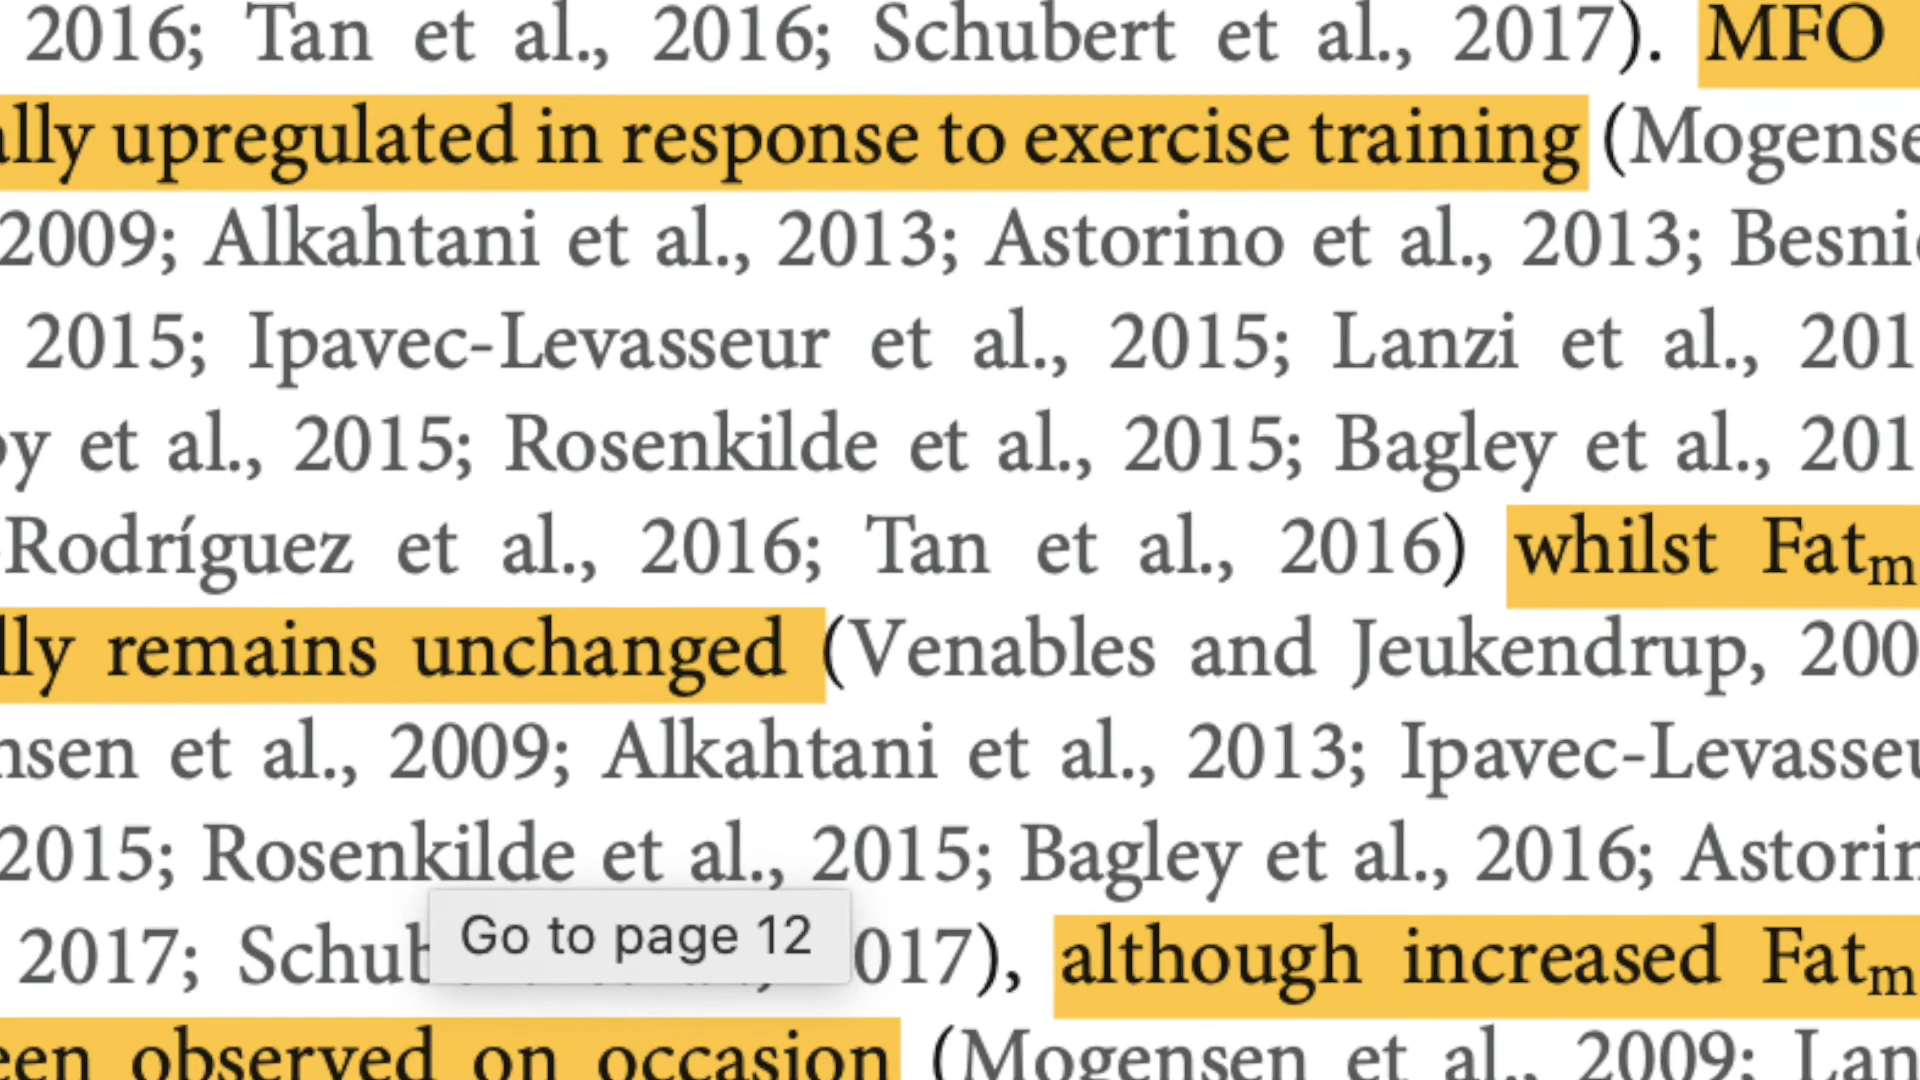 2016; Tan et al., 2016; Schubert et al., 2017). MFO
ally upregulated in response to exercise training (Mogense
2009; Alkahtani et al., 2013; Astorino et al., 2013; Besni
2015; Ipavec-Levasseur et al., 2015; Lanzi et al., 201
oy et al., 2015; Rosenkilde et al., 2015; Bagley et al., 201
-Rodríguez et al., 2016; Tan et al., 2016) whilst Fatm
lly remains unchanged (Venables and Jeukendrup, 200
nsen et al., 2009; Alkahtani et al., 2013; Ipavec-Levasseu
2015; Rosenkilde et al., 2015; Bagley et al., 2016; Astorin
2017; Schub 017), although increased Fatm
Go to page 12
een observed on occasion (Mogensen et al., 2009; Lan